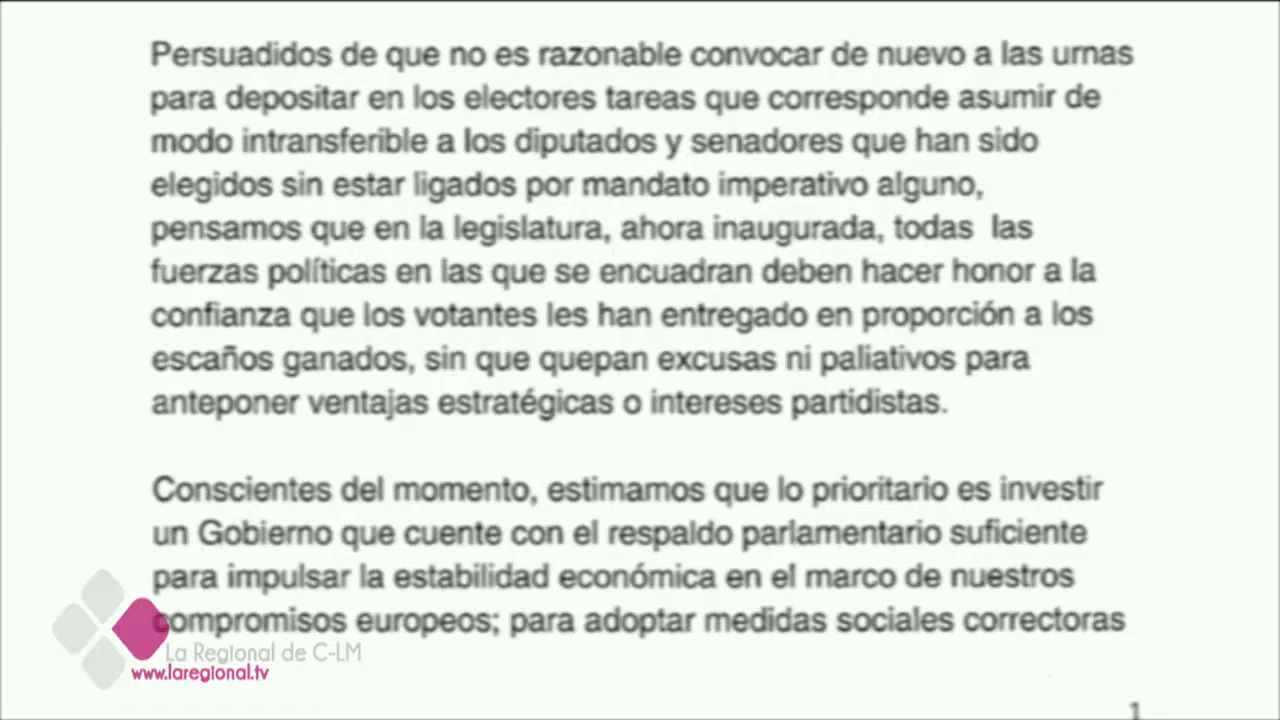 Persuadidos de que no es razonable convocar de nuevo a las urnas
para depositar en los electores tareas que corresponde asumir de
modo intransferible a los diputados y senadores que han sido
elegidos sin estar ligados por mandato imperativo alguno,
pensamos que en la legislatura, ahora inaugurada, todas las
fuerzas políticas en las que se encuadran deben hacer honor a la
confianza que los votantes les han entregado en proporción a los
escaños ganados, sin que quepan excusas ni paliativos para
anteponer ventajas estratégicas o intereses partidistas.
Conscientes del momento, estimamos que lo prioritario es investir
un Gobierno que cuente con el respaldo parlamentario suficiente
para impulsar la estabilidad económica en el marco de nuestros
compromisos europeos; para adoptar medidas sociales correctoras
La Regional de C-LM
www.laregional.tv
1